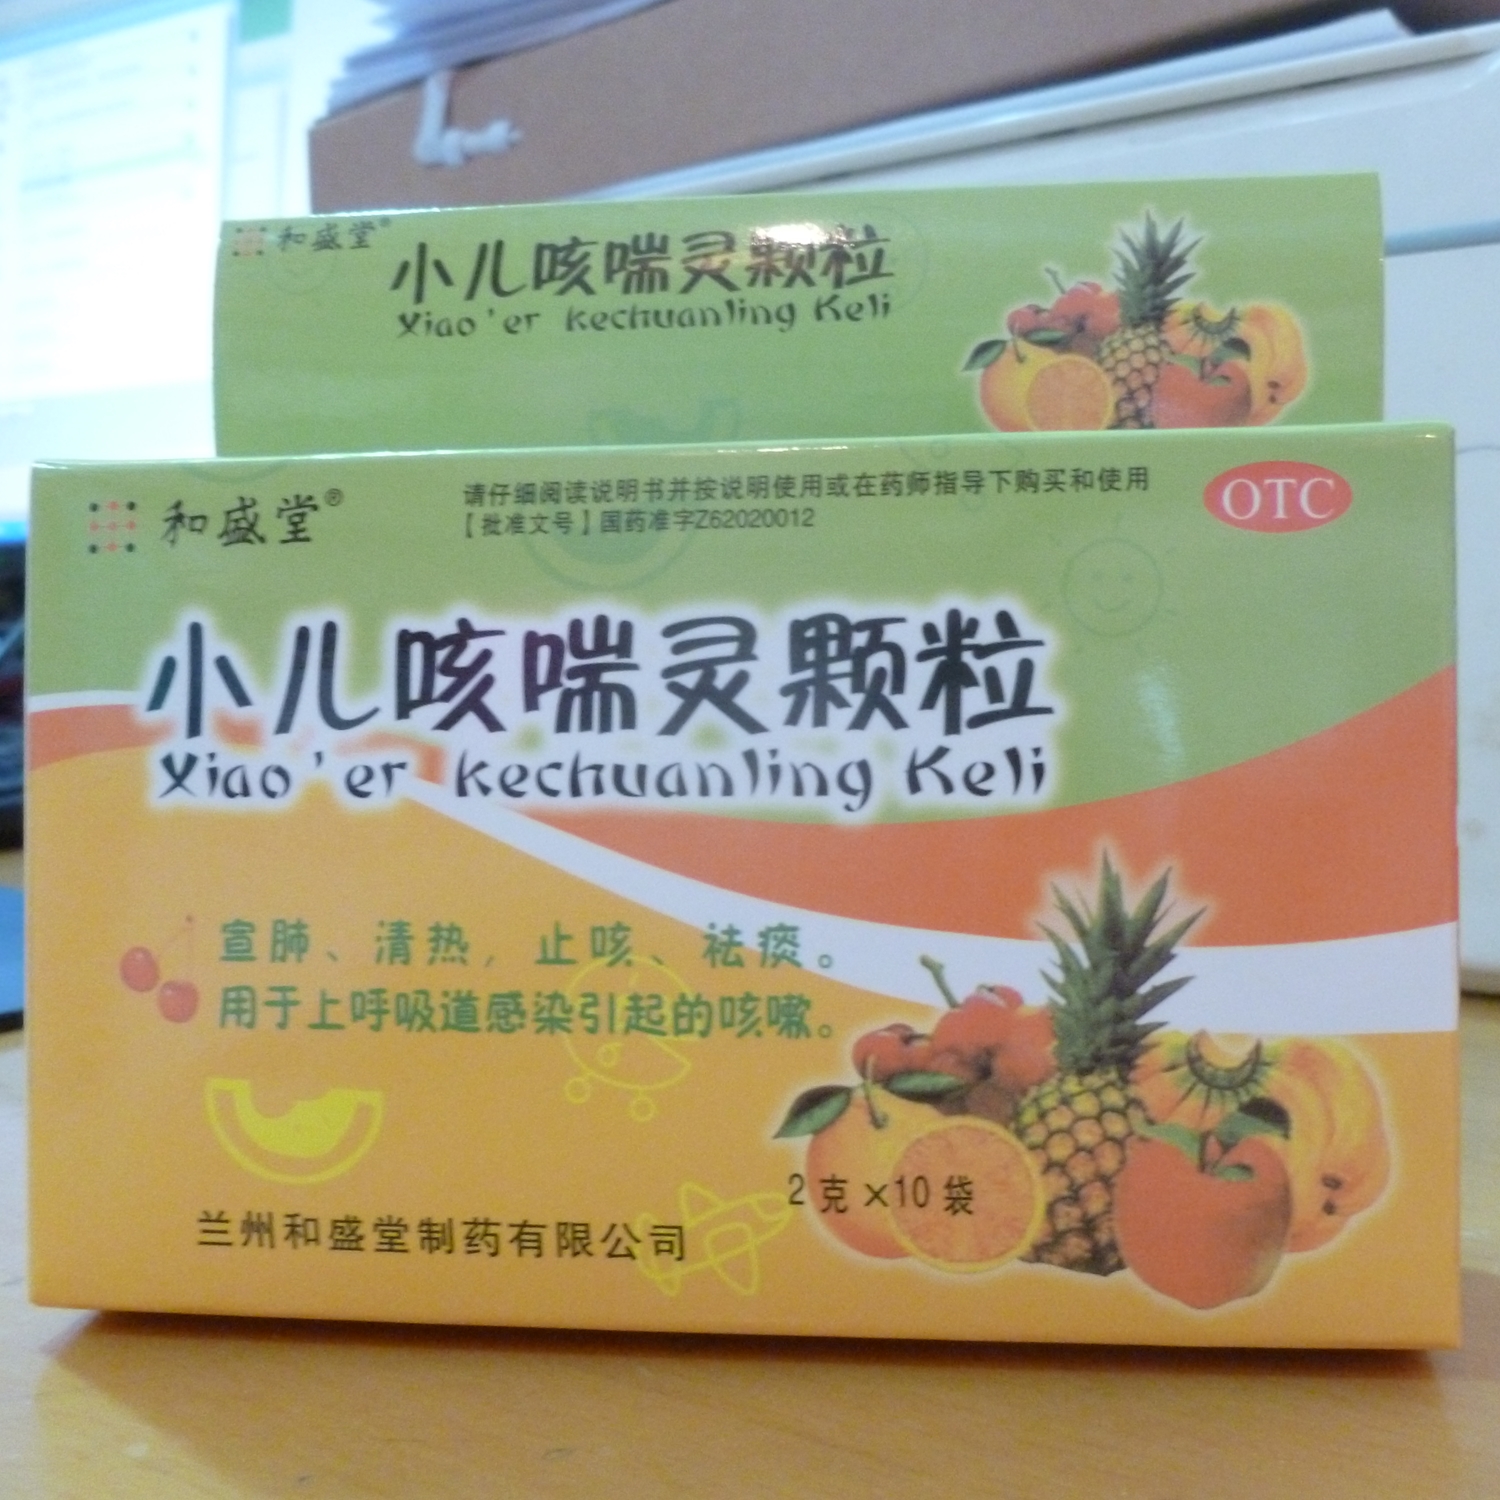 和盛堂®
小儿咳喘灵颗粒
Xiao'er kechuanling Keli
和盛堂®
请仔细阅读说明书并按说明使用或在药师指导下购买和使用
【批准文号】国药准字Z62020012
OTC
小儿咳喘灵颗粒
Xiao'er kechuanling Keli
宣肺、清热，止咳、祛痰。
用于上呼吸道感染引起的咳嗽。
2克×10袋
兰州和盛堂制药有限公司